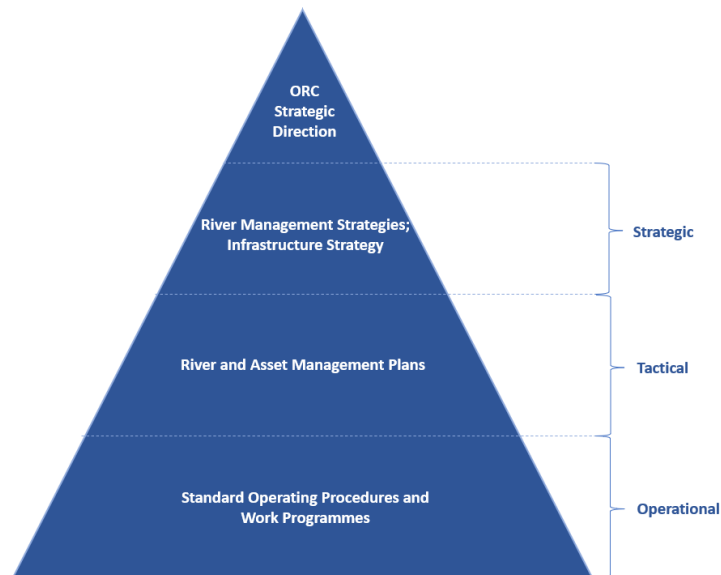 ORC
Strategic
Direction
River Management Strategies;
Infrastructure Strategy
Strategic
River and Asset Management Plans
Tactical
Standard Operating Procedures and
Work Programmes
Operational